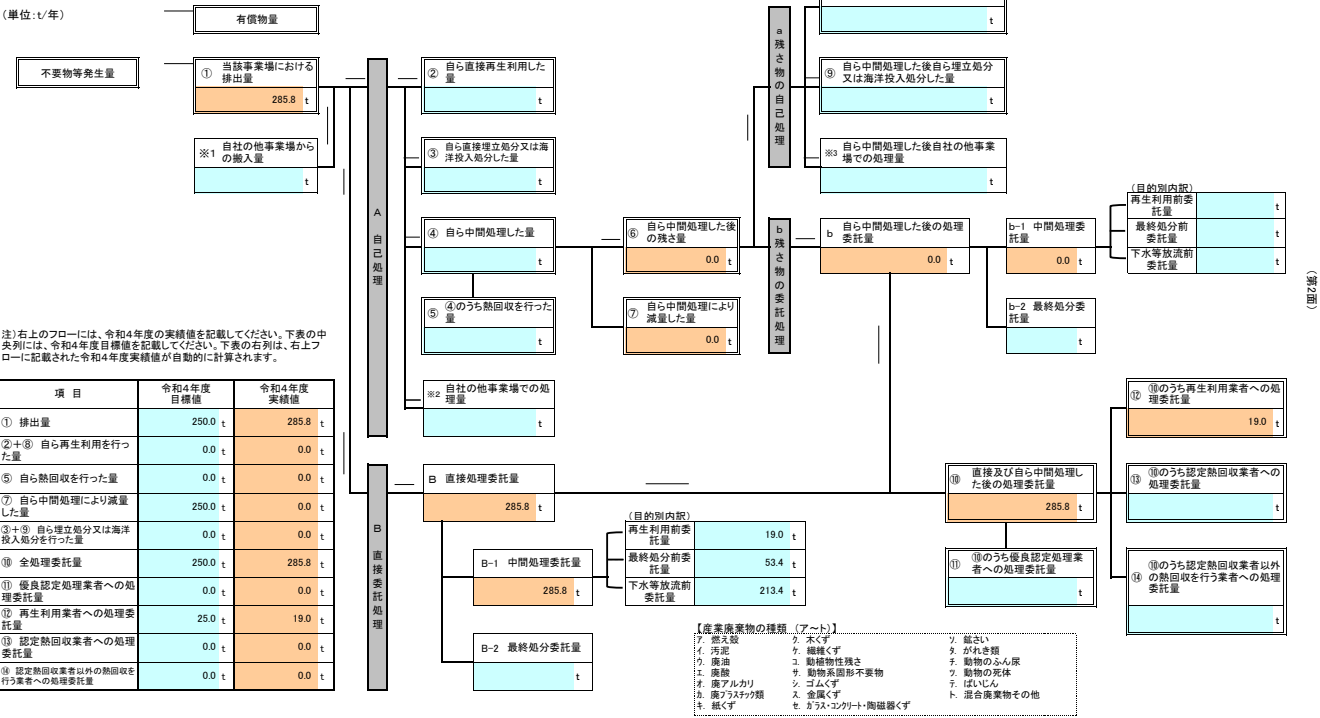 （単位:t/年）
有償物量
不要物等発生量
① 当該事業場における
排出量
285.8 t
※1 自社の他事業場から
の搬入量
t
A 自己処理
② 自ら直接再生利用した
量
t
③ 自ら直接埋立処分又は海
洋投入処分した量
t
④ 自ら中間処理した量
t
⑤ ④のうち熱回収を行った
量
t
※2 自社の他事業場での処
理量
t
⑥ 自ら中間処理した後
の残さ量
0.0 t
⑦ 自ら中間処理により
減量した量
0.0 t
a 残さ物の自己処理
t
⑨ 自ら中間処理した後自ら埋立処分
又は海洋投入処分した量
t
※3 自ら中間処理した後自社の他事業
場での処理量
t
b 残さ物の委託処理
b 自ら中間処理した後の処理
委託量
0.0 t
b-1 中間処理委
託量
0.0 t
b-2 最終処分委
託量
t
（目的別内訳）
再生利用前委
託量
t
最終処分前
委託量
t
下水等放流前
委託量
t
（第2面）
注）右上のフローには、令和4年度の実績値を記載してください。下表の中
央列には、令和4年度目標値を記載してください。下表の右列は、右上フ
ローに記載された令和4年度実績値が自動的に計算されます。
項 目 令和4年度
目標値 令和4年度
実績値
① 排出量 250.0 t 285.8 t
②＋⑧ 自ら再生利用を行っ
た量 0.0 t 0.0 t
⑤ 自ら熱回収を行った量 0.0 t 0.0 t
⑦ 自ら中間処理により減量
した量 250.0 t 0.0 t
③＋⑨ 自ら埋立処分又は海洋
投入処分を行った量 0.0 t 0.0 t
⑩ 全処理委託量 250.0 t 285.8 t
⑪ 優良認定処理業者への処
理委託量 0.0 t 0.0 t
⑫ 再生利用業者への処理委
託量 25.0 t 19.0 t
⑬ 認定熱回収業者への処理
委託量 0.0 t 0.0 t
⑭ 認定熱回収業者以外の熱回収を
行う業者への処理委託量 0.0 t 0.0 t
B 直接委託処理
B 直接処理委託量
285.8 t
B-1 中間処理委託量
285.8 t
B-2 最終処分委託量
t
（目的別内訳）
再生利用前委
託量 19.0 t
最終処分前委
託量 53.4 t
下水等放流前
委託量 213.4 t
⑩ 直接及び自ら中間処理し
た後の処理委託量
285.8 t
⑪ ⑩のうち優良認定処理業
者への処理委託量
t
⑫ ⑩のうち再生利用業者への処
理委託量
19.0 t
⑬ ⑩のうち認定熱回収業者への
処理委託量
t
⑭ ⑩のうち認定熱回収業者以外
の熱回収を行う業者への処理
委託量
t
【産業廃棄物の種類 （ア～ト）】
ア. 燃え殻 ク. 木くず ソ. 鉱さい
イ. 汚泥 ケ. 繊維くず タ. がれき類
ウ. 廃油 コ. 動植物性残さ チ. 動物のふん尿
エ. 廃酸 サ. 動物系固形不要物 ツ. 動物の死体
オ. 廃アルカリ シ. ゴムくず テ. ばいじん
カ. 廃プラスチック類 ス. 金属くず ト. 混合廃棄物その他
キ. 紙くず セ. ガラス・コンクリート・陶磁器くず